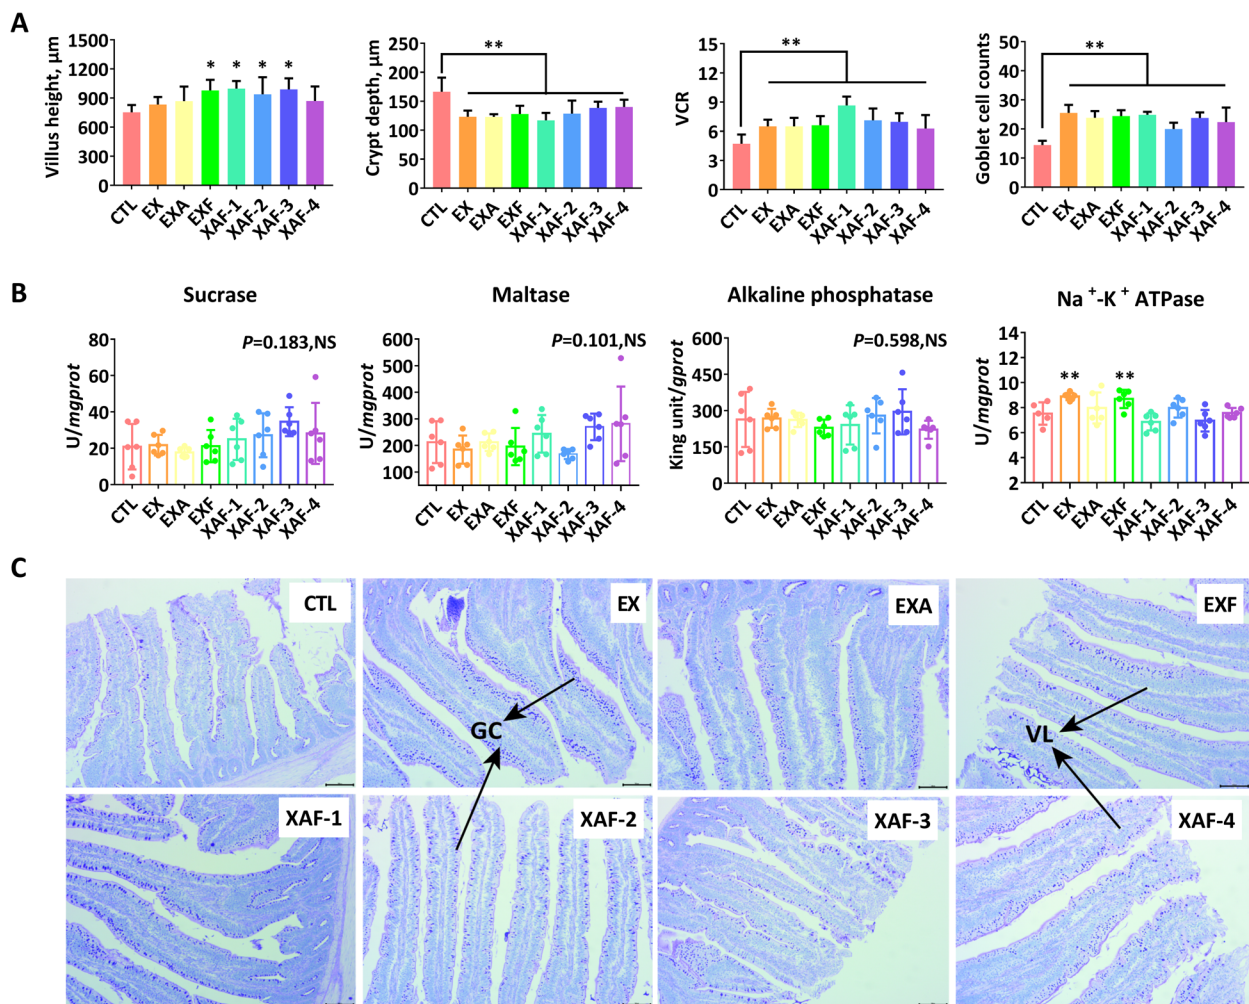 A
Villus height, µm
1500
1200
900
600
300
0
* * * *
CTL EX EXA EXF XAF-1 XAF-2 XAF-3 XAF-4
Crypt depth, µm
250
200
150
100
50
0
**
CTL EX EXA EXF XAF-1 XAF-2 XAF-3 XAF-4
VCR
15
12
9
6
3
0
**
CTL EX EXA EXF XAF-1 XAF-2 XAF-3 XAF-4
Goblet cell counts
50
40
30
20
10
0
**
CTL EX EXA EXF XAF-1 XAF-2 XAF-3 XAF-4
B
Sucrase
P=0.183,NS
U/mgprot
80
60
40
20
0
CTL EX EXA EXF XAF-1 XAF-2 XAF-3 XAF-4
Maltase
P=0.101,NS
U/mgprot
600
500
400
300
200
100
CTL EX EXA EXF XAF-1 XAF-2 XAF-3 XAF-4
Alkaline phosphatase
P=0.598,NS
King unit/gprot
600
450
300
150
0
CTL EX EXA EXF XAF-1 XAF-2 XAF-3 XAF-4
Na⁺-K⁺ ATPase
U/mgprot
14
12
10
8
6
4
2
** **
CTL EX EXA EXF XAF-1 XAF-2 XAF-3 XAF-4
C
CTL
EX
EXA
EXF
GC
VL
XAF-1
XAF-2
XAF-3
XAF-4